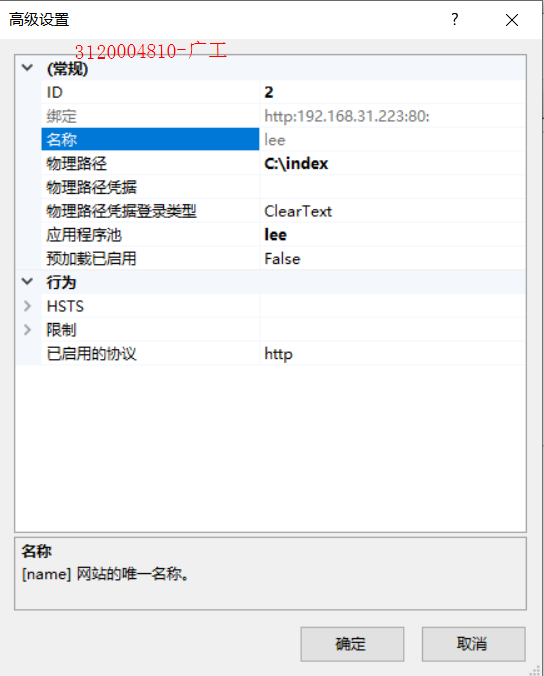 高级设置
?
3120004810-广工
(常规)
ID 2
绑定 http:192.168.31.223:80:
名称 lee
物理路径 C:\index
物理路径凭据
物理路径凭据登录类型 ClearText
应用程序池 lee
预加载已启用 False
行为
HSTS
限制
已启用的协议 http
名称
[name] 网站的唯一名称。
确定 取消